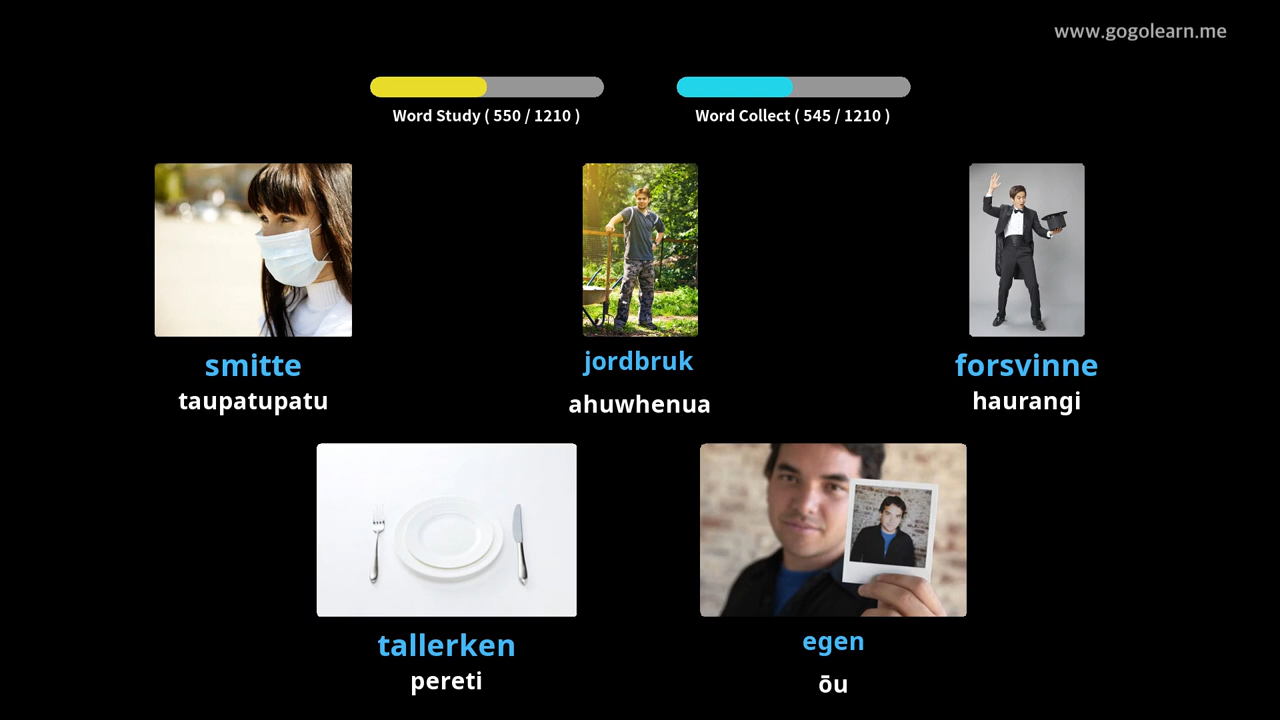 www.gogolearn.me
Word Study ( 550 / 1210 )
Word Collect ( 545 / 1210 )
smitte
taupatupatu
jordbruk
ahuwhenua
forsvinne
haurangi
tallerken
pereti
egen
ōu